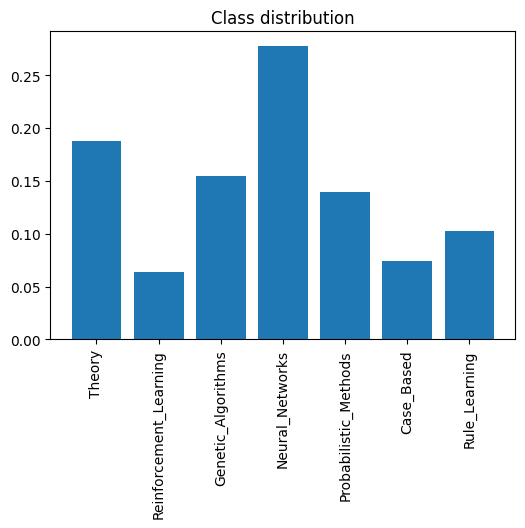 Class distribution
0.25
0.20
0.15
0.10
0.05
0.00
Theory
Reinforcement_Learning
Genetic_Algorithms
Neural_Networks
Probabilistic_Methods
Case_Based
Rule_Learning